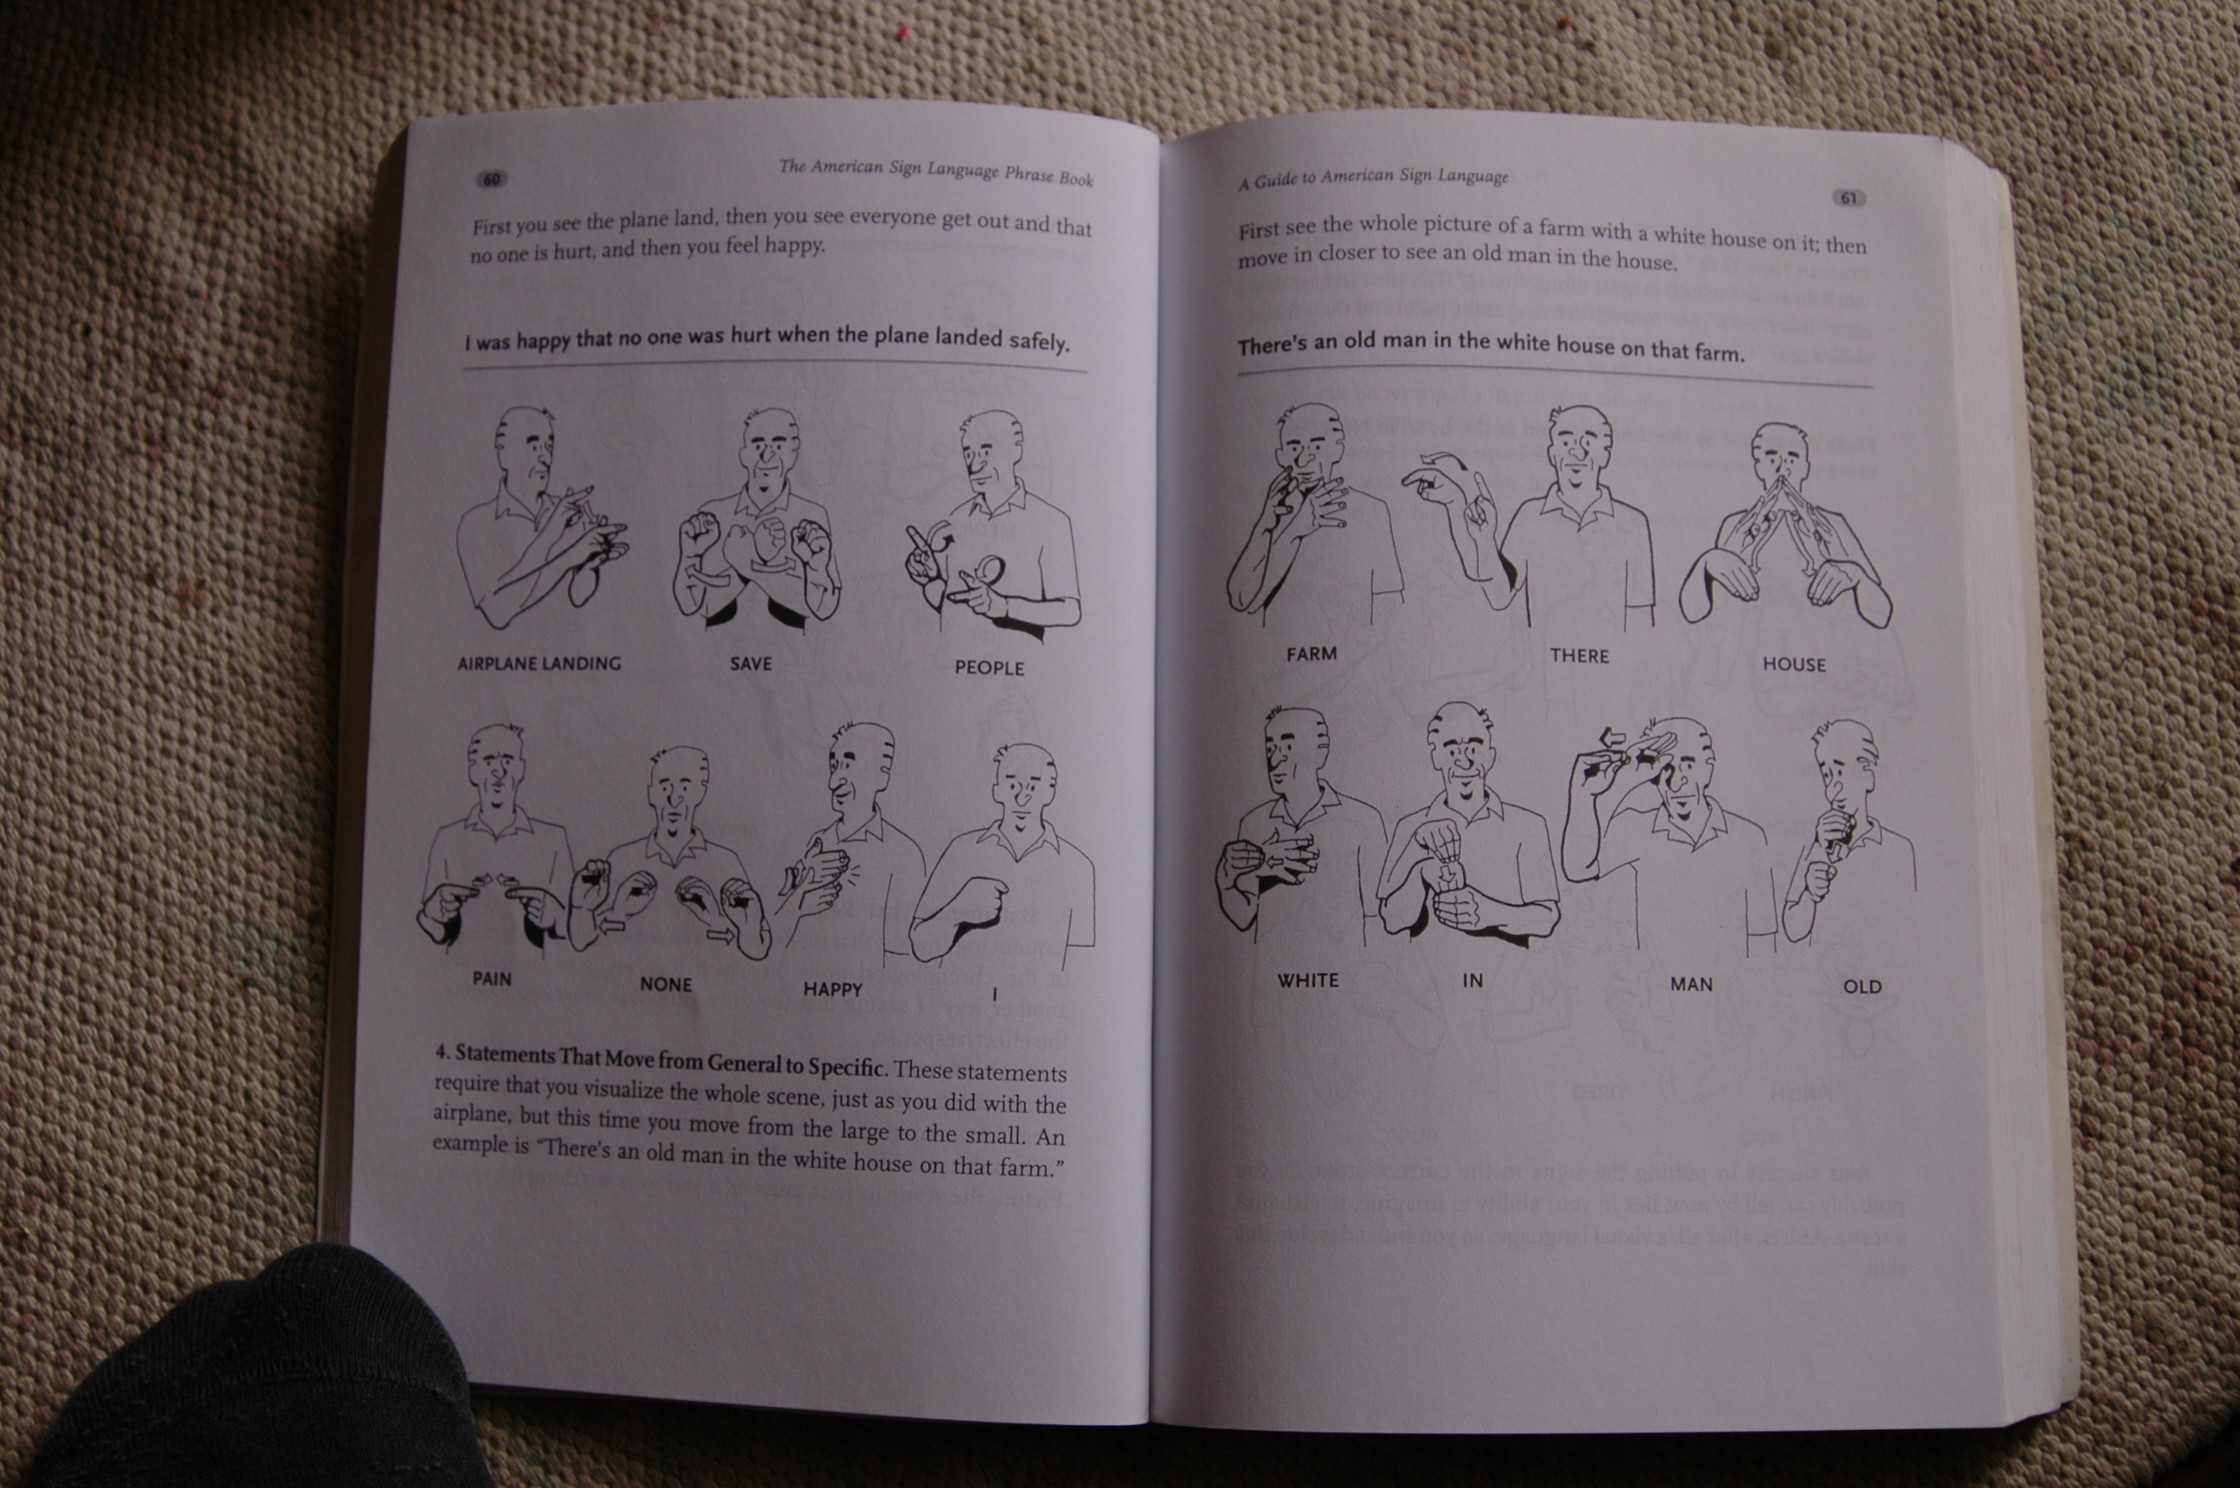 60
The American Sign Language Phrase Book
First you see the plane land, then you see everyone get out and that
no one is hurt, and then you feel happy.
I was happy that no one was hurt when the plane landed safely.
AIRPLANE LANDING
SAVE
PEOPLE
PAIN
NONE
HAPPY
I
4. Statements That Move from General to Specific. These statements
require that you visualize the whole scene, just as you did with the
airplane, but this time you move from the large to the small. An
example is “There’s an old man in the white house on that farm.”
A Guide to American Sign Language
61
First see the whole picture of a farm with a white house on it; then
move in closer to see an old man in the house.
There’s an old man in the white house on that farm.
FARM
THERE
HOUSE
WHITE
IN
MAN
OLD